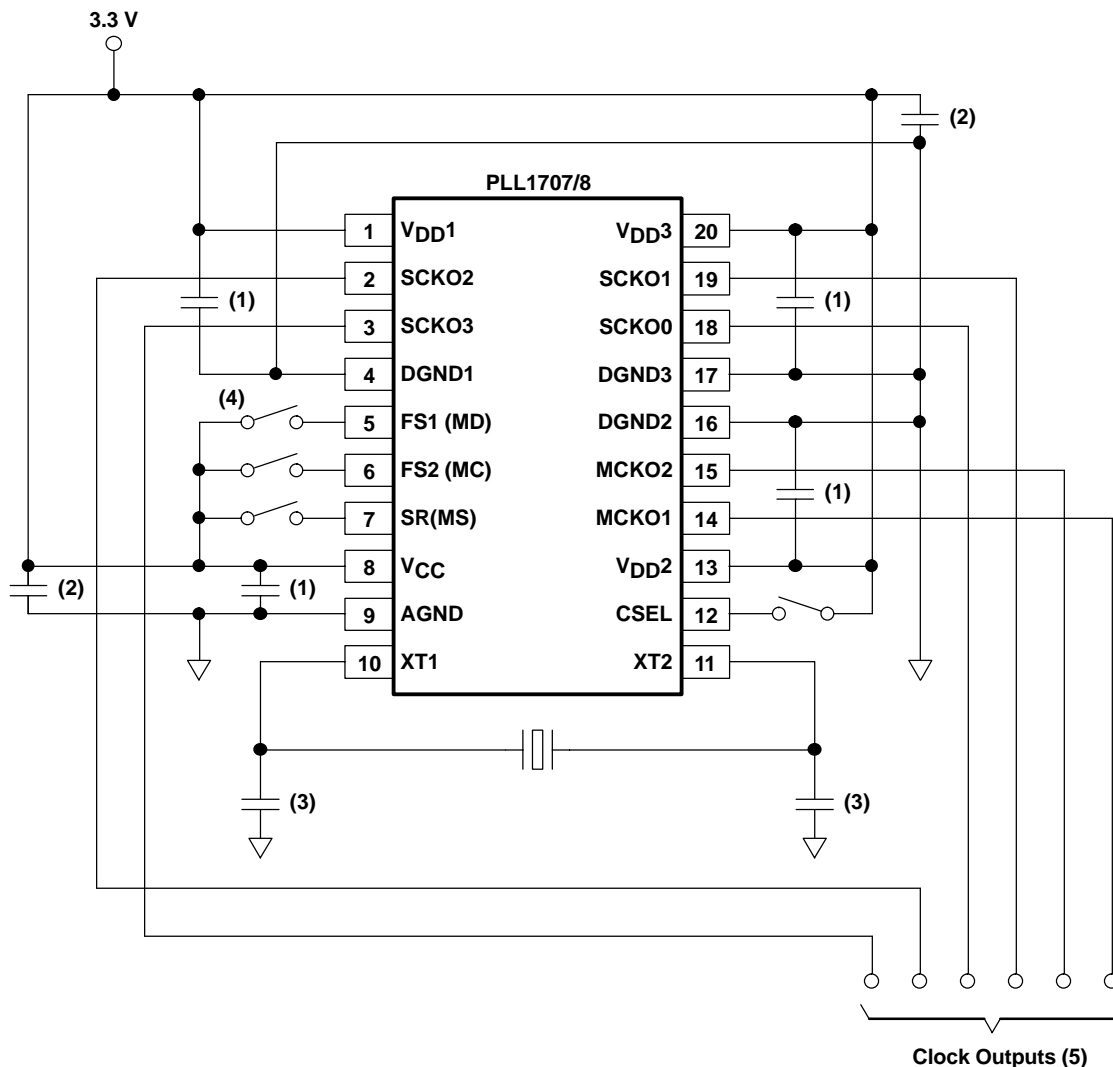 3.3 V
(2)
PLL1707/8
1 VDD1 VDD3 20
2 SCKO2 SCKO1 19
(1) (1)
3 SCKO3 SCKO0 18
4 DGND1 DGND3 17
(4)
5 FS1 (MD) DGND2 16
6 FS2 (MC) MCKO2 15
(1)
7 SR(MS) MCKO1 14
8 VCC VDD2 13
(2) (1)
9 AGND CSEL 12
10 XT1 XT2 11
(3) (3)
Clock Outputs (5)